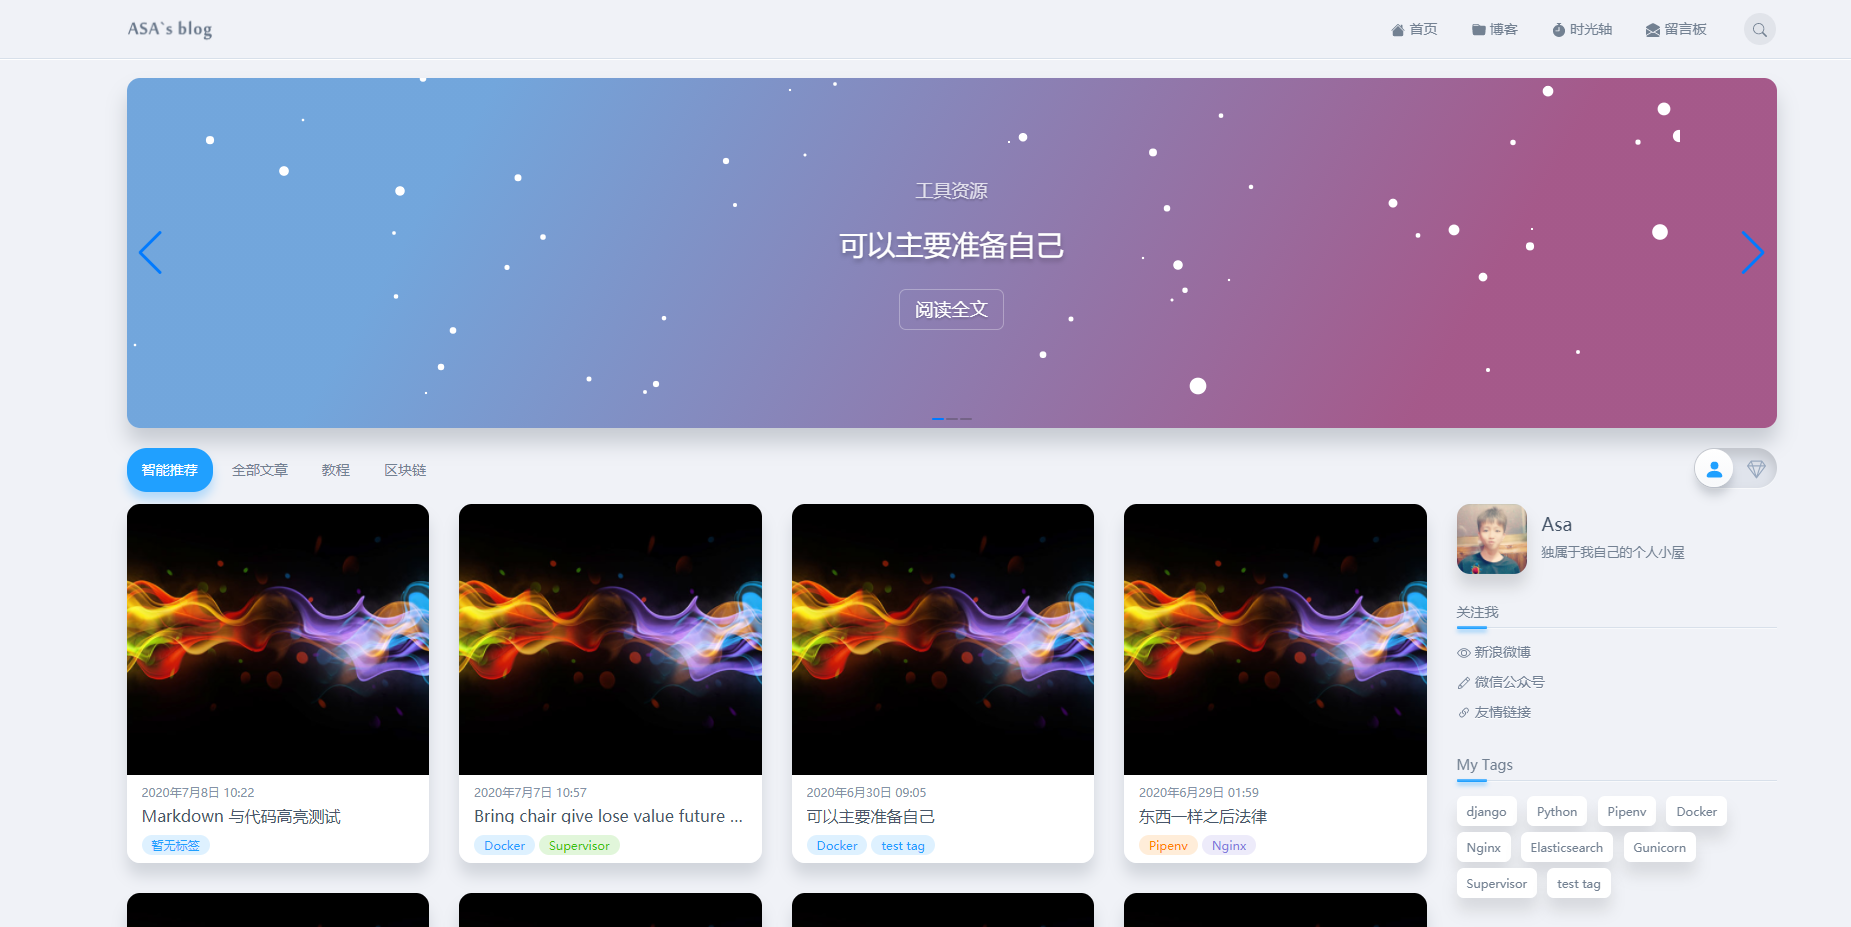 ASA`s blog
首页
博客
时光轴
留言板
工具资源
可以主要准备自己
阅读全文
智能推荐
全部文章
教程
区块链
2020年7月8日 10:22
Markdown 与代码高亮测试
暂无标签
2020年7月7日 10:57
Bring chair give lose value future ...
Docker
Supervisor
2020年6月30日 09:05
可以主要准备自己
Docker
test tag
2020年6月29日 01:59
东西一样之后法律
Pipenv
Nginx
Asa
独属于我自己的个人小屋
关注我
新浪微博
微信公众号
友情链接
My Tags
django
Python
Pipenv
Docker
Nginx
Elasticsearch
Gunicorn
Supervisor
test tag